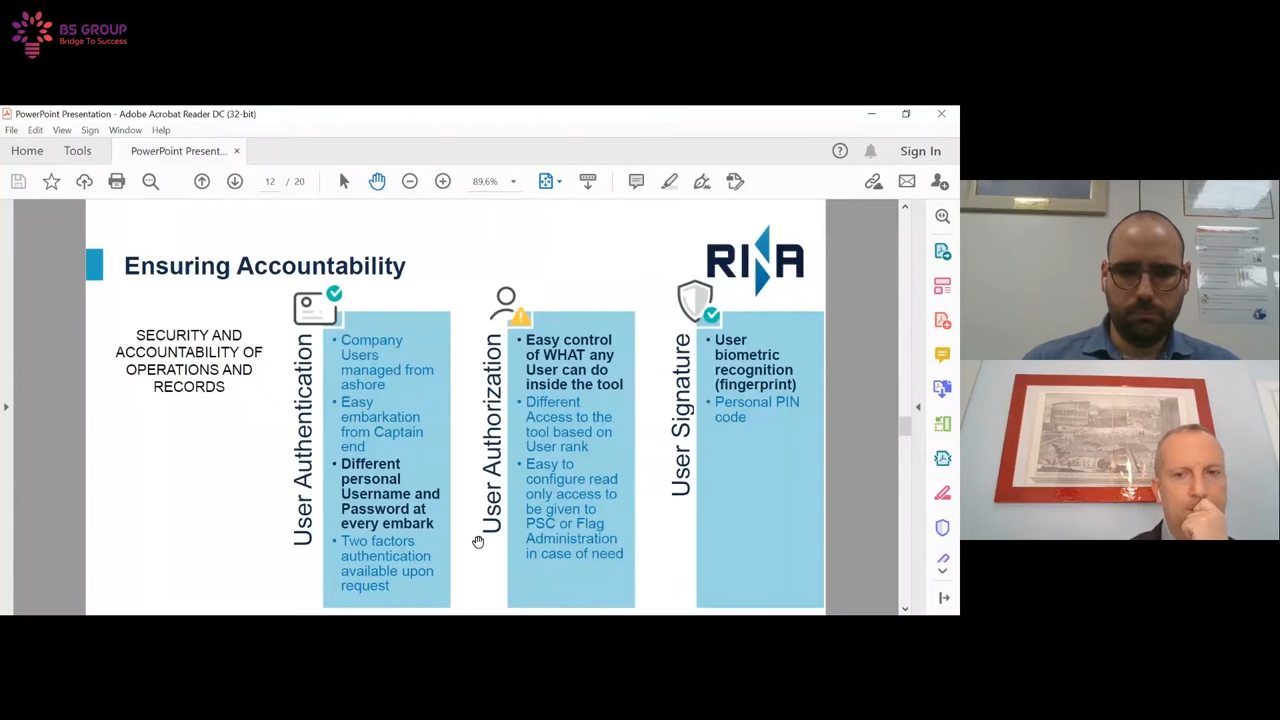 BS GROUP
Bridge To Success
PowerPoint Presentation - Adobe Acrobat Reader DC (32-bit)
File Edit View Sign Window Help
Home Tools PowerPoint Present... × Sign In
12 / 20 89,6%
Ensuring Accountability
RINA
SECURITY AND
ACCOUNTABILITY OF
OPERATIONS AND
RECORDS
User Authentication
• Company
Users
managed from
ashore
• Easy
embarkation
from Captain
end
• Different
personal
Username and
Password at
every embark
• Two factors
authentication
available upon
request
User Authorization
• Easy control
of WHAT any
User can do
inside the tool
• Different
Access to the
tool based on
User rank
• Easy to
configure read
only access to
be given to
PSC or Flag
Administration
in case of need
User Signature
• User
biometric
recognition
(fingerprint)
• Personal PIN
code